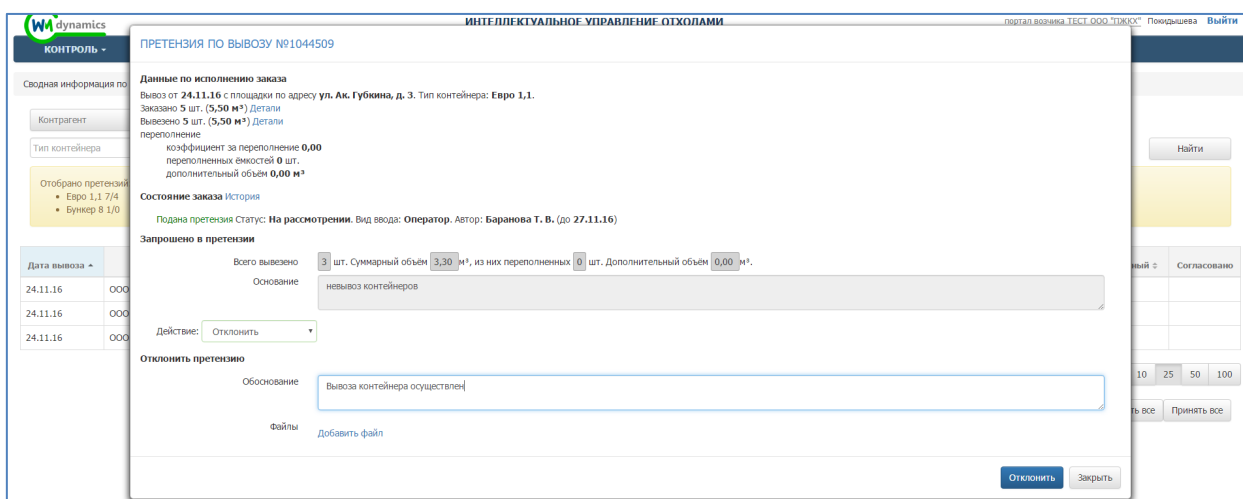 WM dynamics
ИНТЕЛЛЕКТУАЛЬНОЕ УПРАВЛЕНИЕ ОТХОДАМИ
портал возчика ТЕСТ ООО "ПЖКХ" Покидышева Выйти
КОНТРОЛЬ
ПРЕТЕНЗИЯ ПО ВЫВОЗУ №1044509
Сводная информация по
Данные по исполнению заказа
Вывоз от 24.11.16 с площадки по адресу ул. Ак. Губкина, д. 3. Тип контейнера: Евро 1,1.
Заказано 5 шт. (5,50 м³) Детали
Вывезено 5 шт. (5,50 м³) Детали
переполнение
коэффициент за переполнение 0,00
переполненных ёмкостей 0 шт.
дополнительный объём 0,00 м³
Контрагент
Тип контейнера
Найти
Отобрано претензий
• Евро 1,1 7/4
• Бункер 8 1/0
Состояние заказа История
Подана претензия Статус: На рассмотрении. Вид ввода: Оператор. Автор: Баранова Т. В. (до 27.11.16)
Запрошено в претензии
Всего вывезено 3 шт. Суммарный объём 3,30 м³, из них переполненных 0 шт. Дополнительный объём 0,00 м³.
Основание невывоз контейнеров
Дата вывоза
ный Согласовано
24.11.16 ООО
24.11.16 ООО
24.11.16 ООО
Действие: Отклонить
Отклонить претензию
Обоснование Вывоза контейнера осуществлен
10 25 50 100
ть все Принять все
Файлы Добавить файл
Отклонить Закрыть